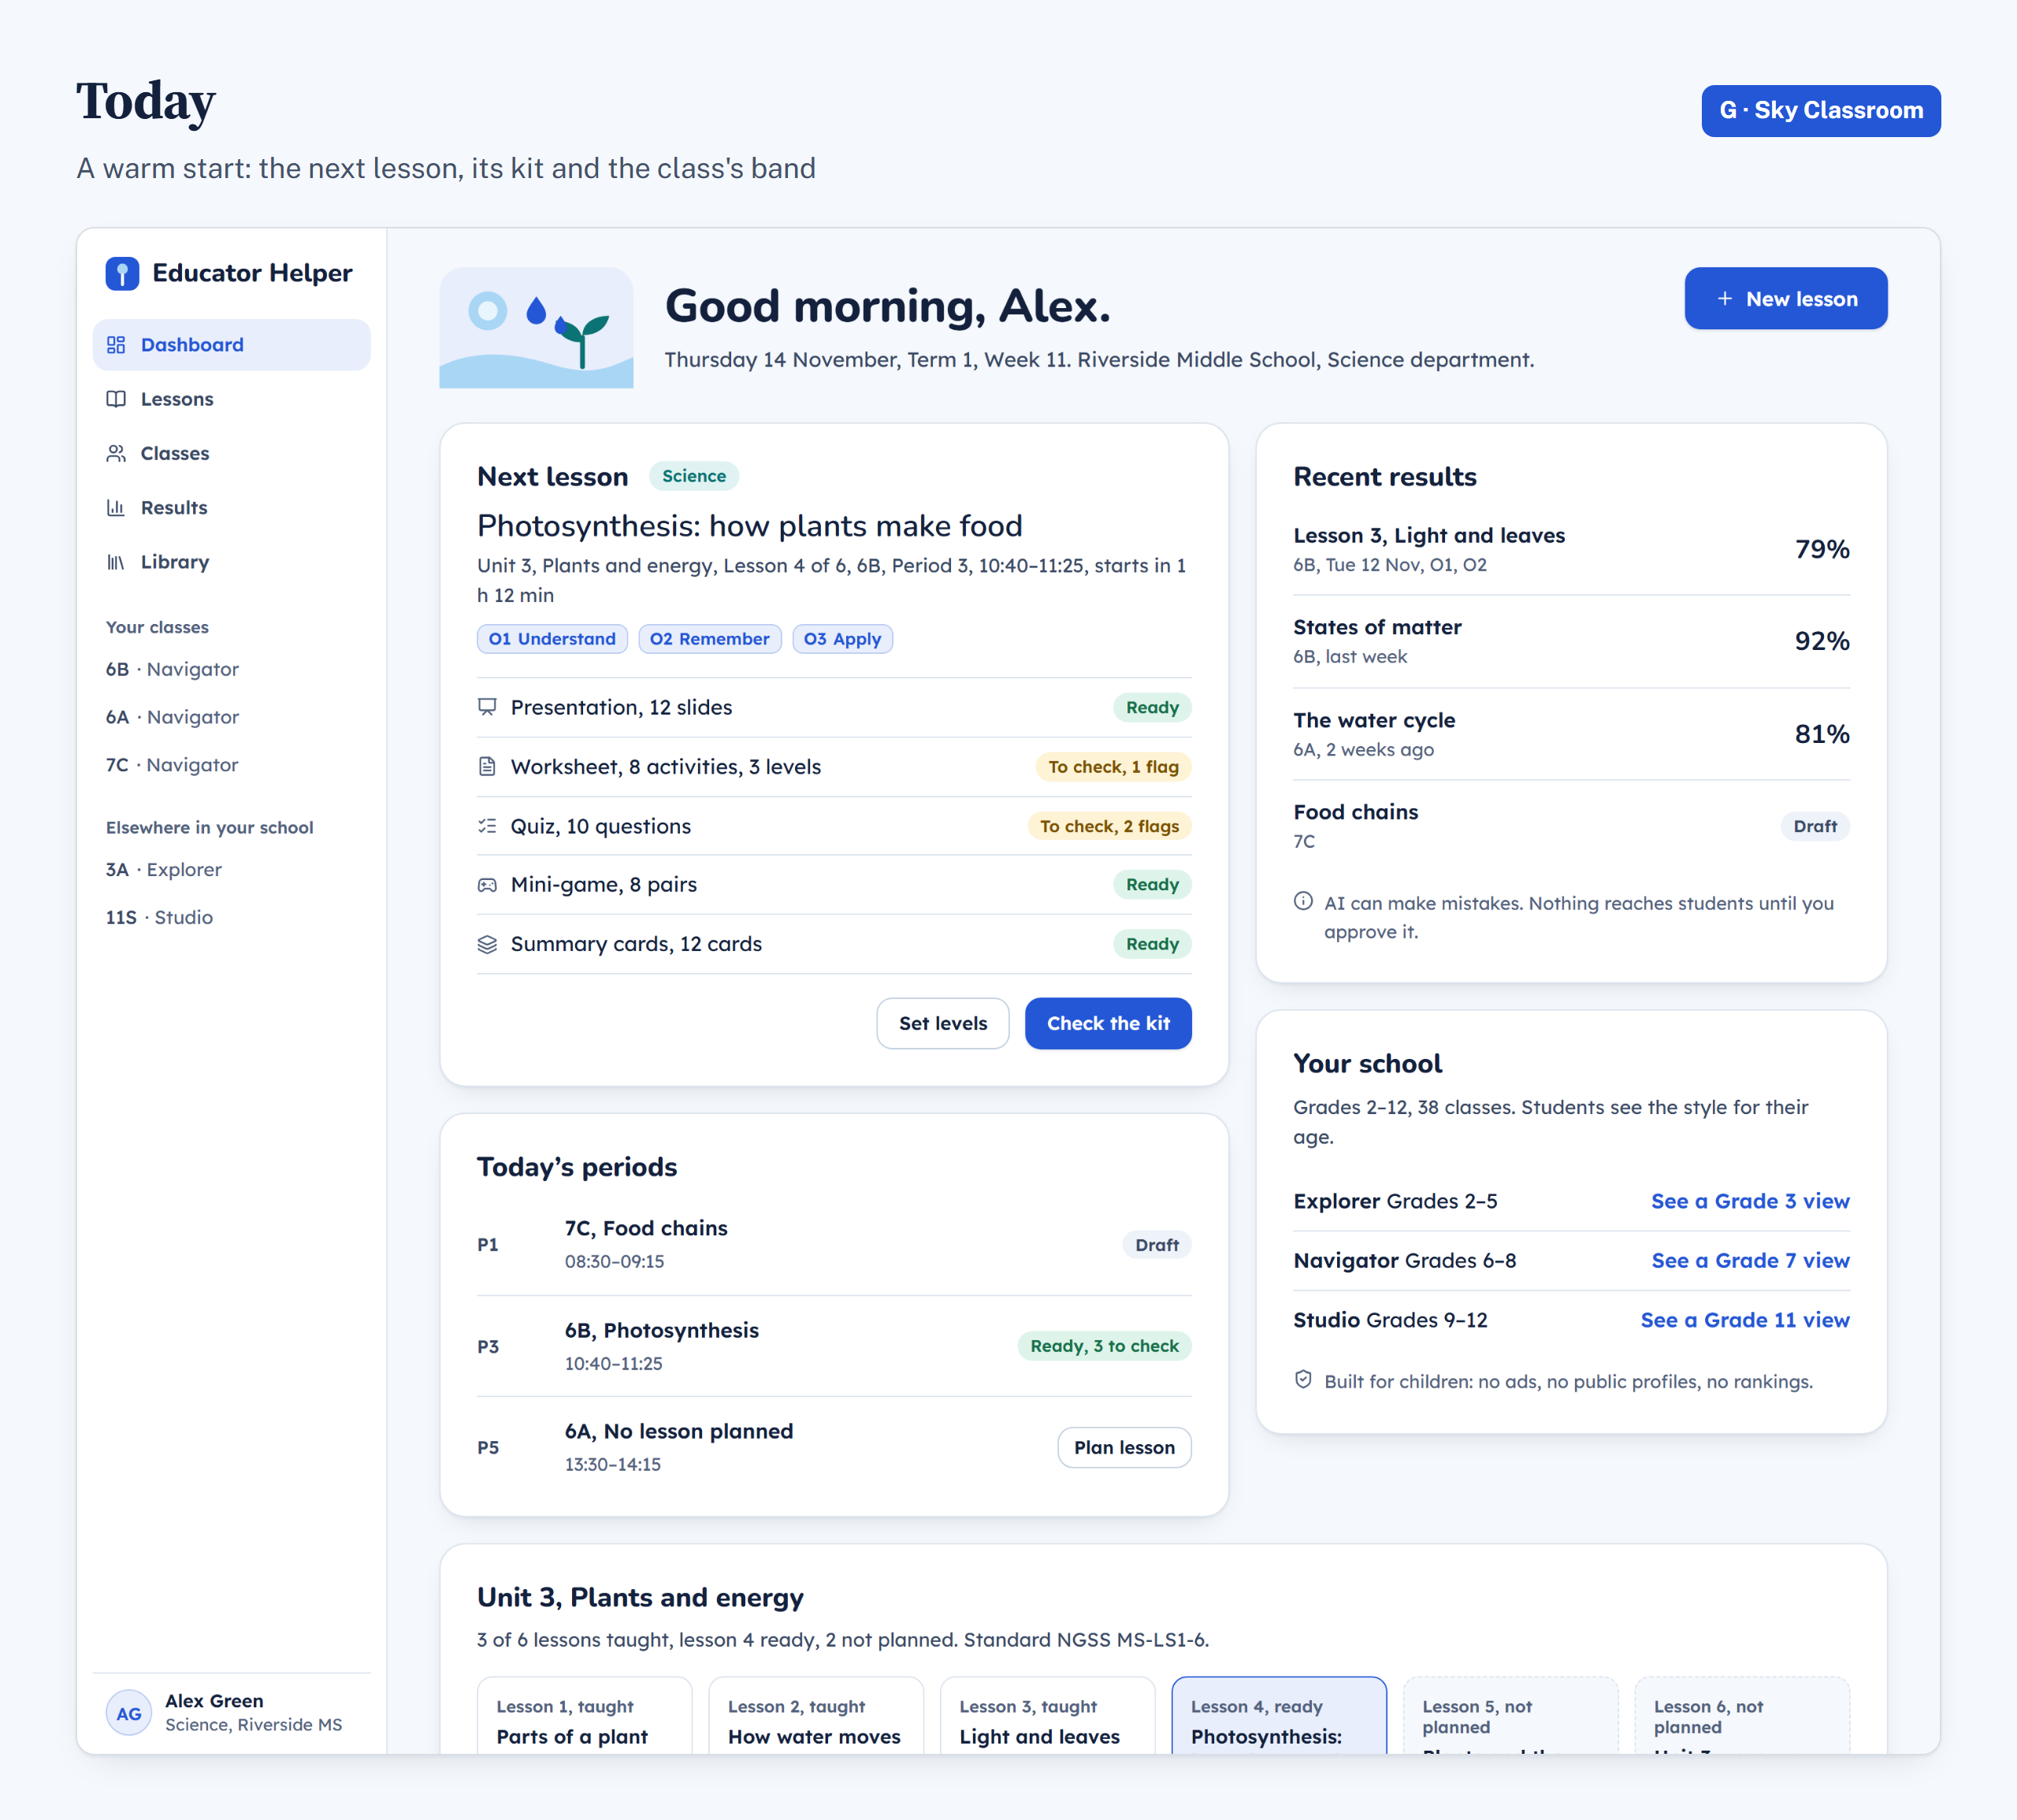 Today
G · Sky Classroom
A warm start: the next lesson, its kit and the class's band
Educator Helper
Dashboard
Lessons
Classes
Results
Library
Your classes
6B · Navigator
6A · Navigator
7C · Navigator
Elsewhere in your school
3A · Explorer
11S · Studio
AG
Alex Green
Science, Riverside MS
Good morning, Alex.
Thursday 14 November, Term 1, Week 11. Riverside Middle School, Science department.
+ New lesson
Next lesson
Science
Photosynthesis: how plants make food
Unit 3, Plants and energy, Lesson 4 of 6, 6B, Period 3, 10:40–11:25, starts in 1
h 12 min
O1 Understand
O2 Remember
O3 Apply
Presentation, 12 slides
Ready
Worksheet, 8 activities, 3 levels
To check, 1 flag
Quiz, 10 questions
To check, 2 flags
Mini-game, 8 pairs
Ready
Summary cards, 12 cards
Ready
Set levels
Check the kit
Recent results
Lesson 3, Light and leaves
6B, Tue 12 Nov, O1, O2
79%
States of matter
6B, last week
92%
The water cycle
6A, 2 weeks ago
81%
Food chains
7C
Draft
AI can make mistakes. Nothing reaches students until you
approve it.
Your school
Grades 2–12, 38 classes. Students see the style for their
age.
Explorer Grades 2–5
See a Grade 3 view
Navigator Grades 6–8
See a Grade 7 view
Studio Grades 9–12
See a Grade 11 view
Built for children: no ads, no public profiles, no rankings.
Today’s periods
P1
7C, Food chains
08:30–09:15
Draft
P3
6B, Photosynthesis
10:40–11:25
Ready, 3 to check
P5
6A, No lesson planned
13:30–14:15
Plan lesson
Unit 3, Plants and energy
3 of 6 lessons taught, lesson 4 ready, 2 not planned. Standard NGSS MS-LS1-6.
Lesson 1, taught
Parts of a plant
Lesson 2, taught
How water moves
Lesson 3, taught
Light and leaves
Lesson 4, ready
Photosynthesis:
Lesson 5, not
planned
Lesson 6, not
planned